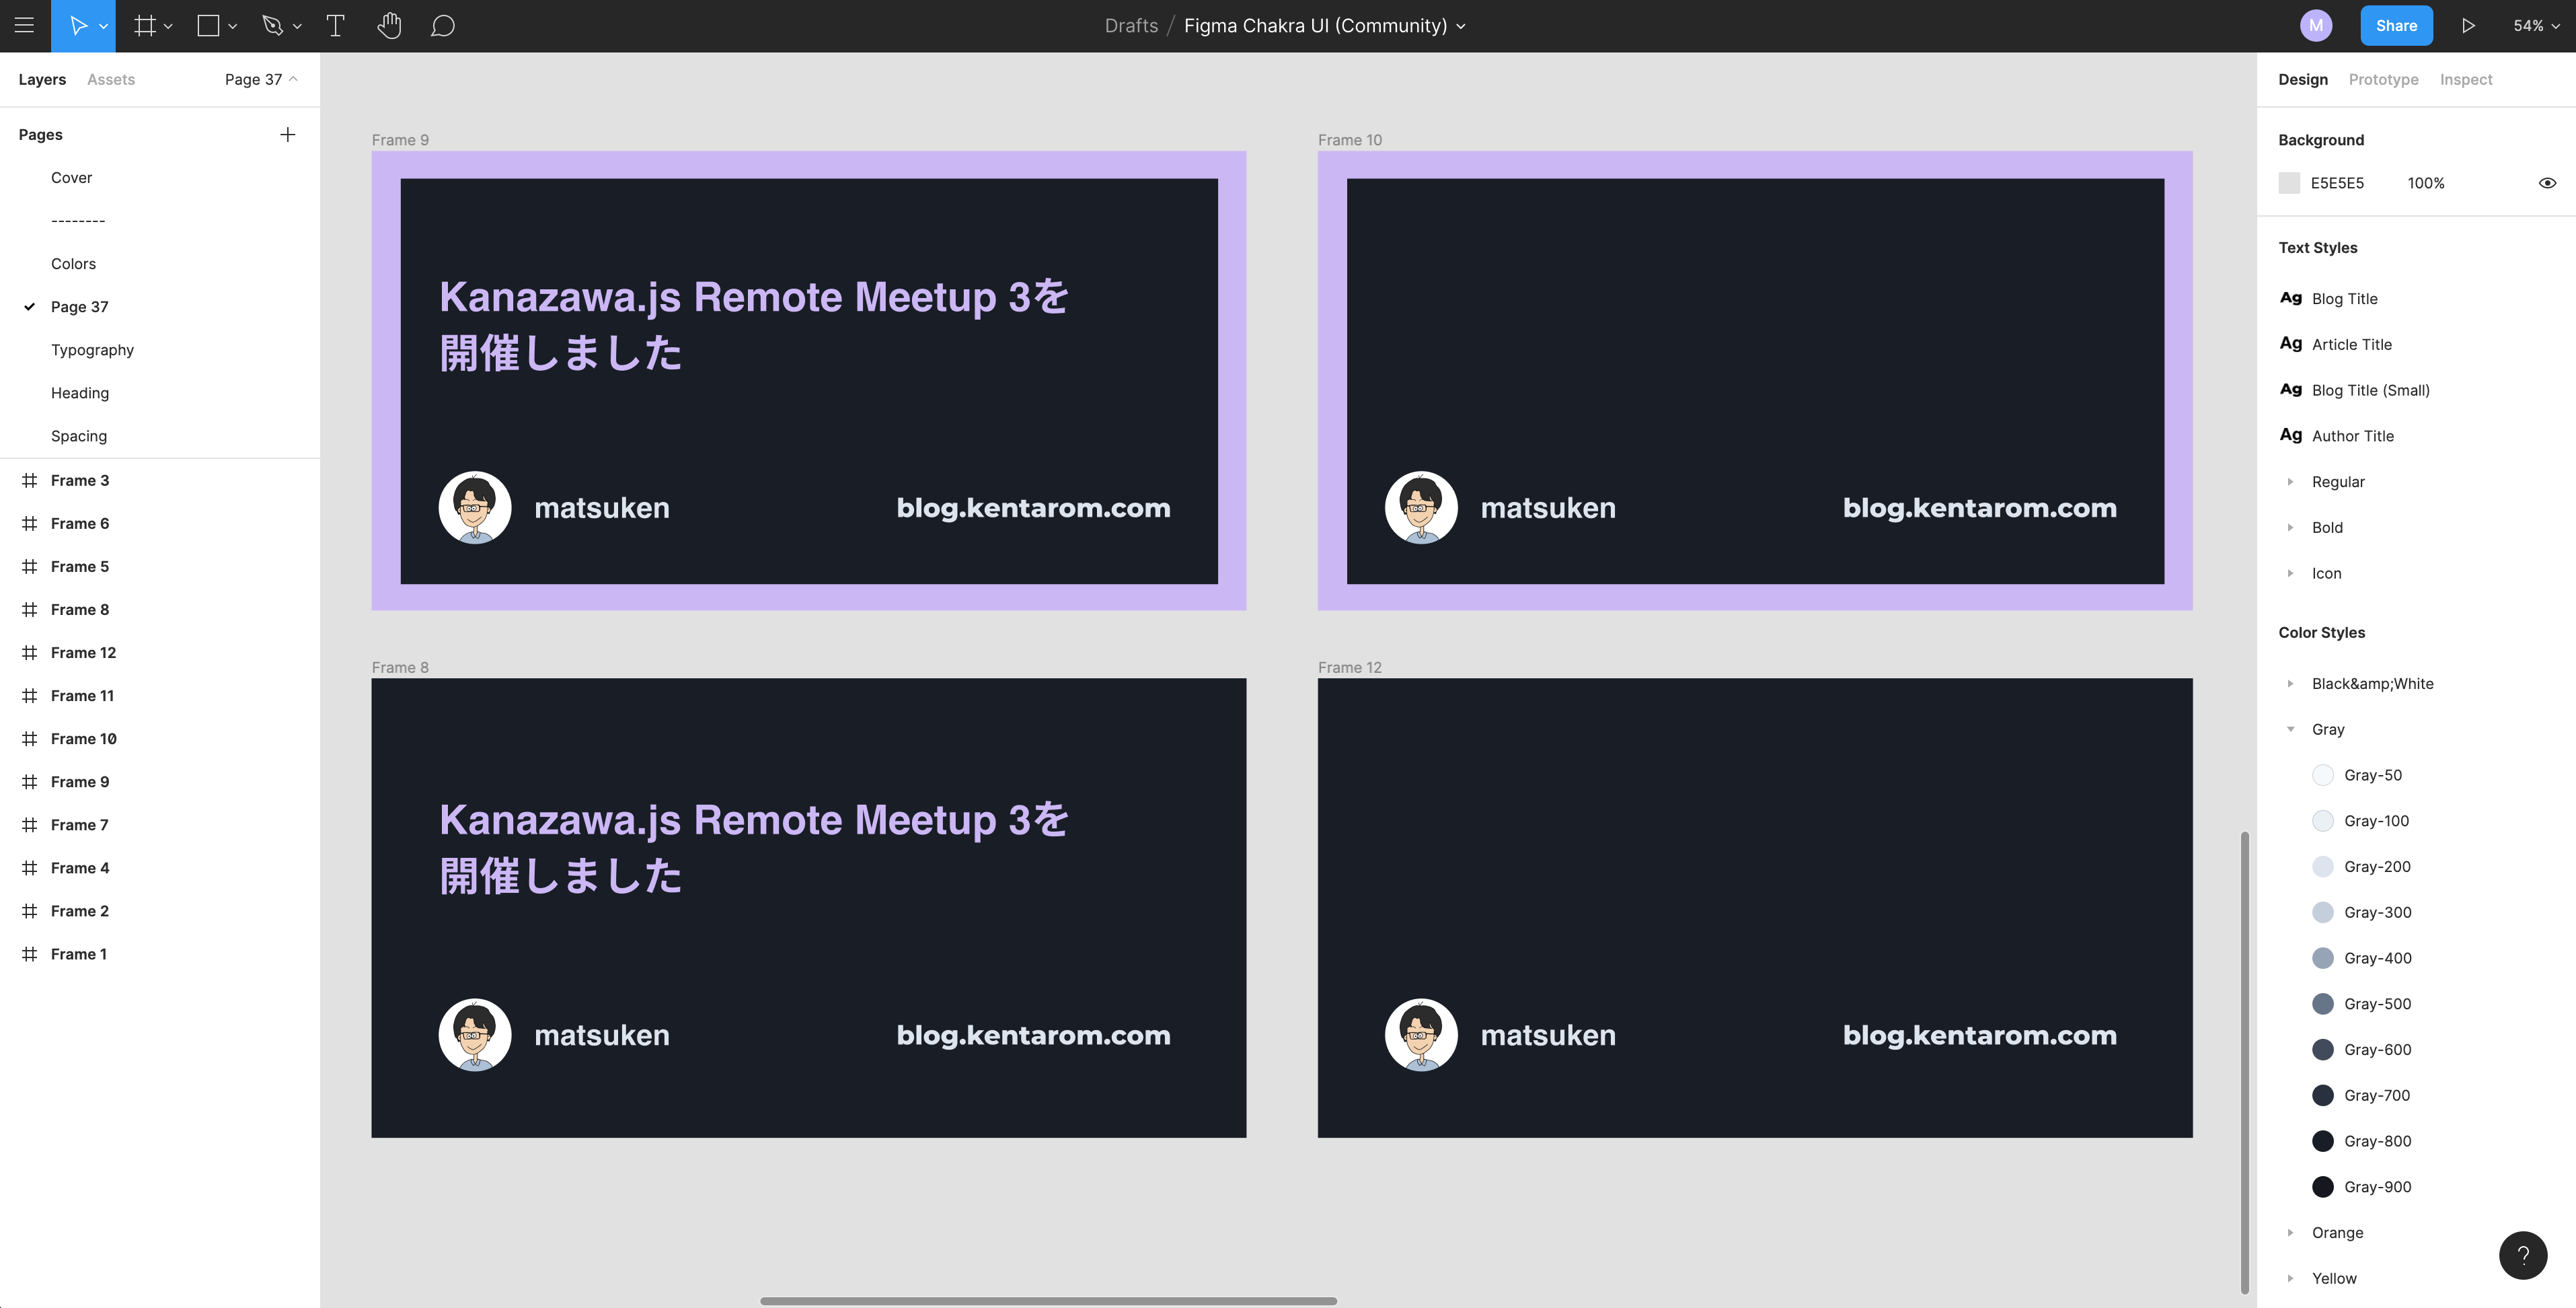 Drafts / Figma Chakra UI (Community)
M
Share
54%
Layers
Assets
Page 37
Pages
Cover
--------
Colors
Page 37
Typography
Heading
Spacing
Frame 3
Frame 6
Frame 5
Frame 8
Frame 12
Frame 11
Frame 10
Frame 9
Frame 7
Frame 4
Frame 2
Frame 1
Frame 9
Kanazawa.js Remote Meetup 3を
開催しました
matsuken
blog.kentarom.com
Frame 10
matsuken
blog.kentarom.com
Frame 8
Kanazawa.js Remote Meetup 3を
開催しました
matsuken
blog.kentarom.com
Frame 12
matsuken
blog.kentarom.com
Design
Prototype
Inspect
Background
E5E5E5
100%
Text Styles
Ag Blog Title
Ag Article Title
Ag Blog Title (Small)
Ag Author Title
Regular
Bold
Icon
Color Styles
Black&amp;White
Gray
Gray-50
Gray-100
Gray-200
Gray-300
Gray-400
Gray-500
Gray-600
Gray-700
Gray-800
Gray-900
Orange
Yellow
?